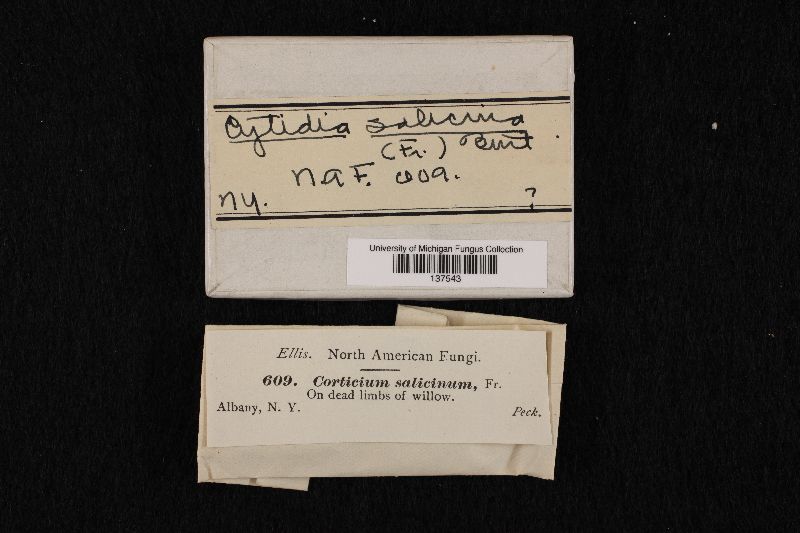 Cytidia salicina
(Fr.) Burt.
N.A.F. 609.
NY. ?
University of Michigan Fungus Collection
137543
Ellis. North American Fungi.
609. Corticium salicinum, Fr.
On dead limbs of willow.
Albany, N. Y. Peck.